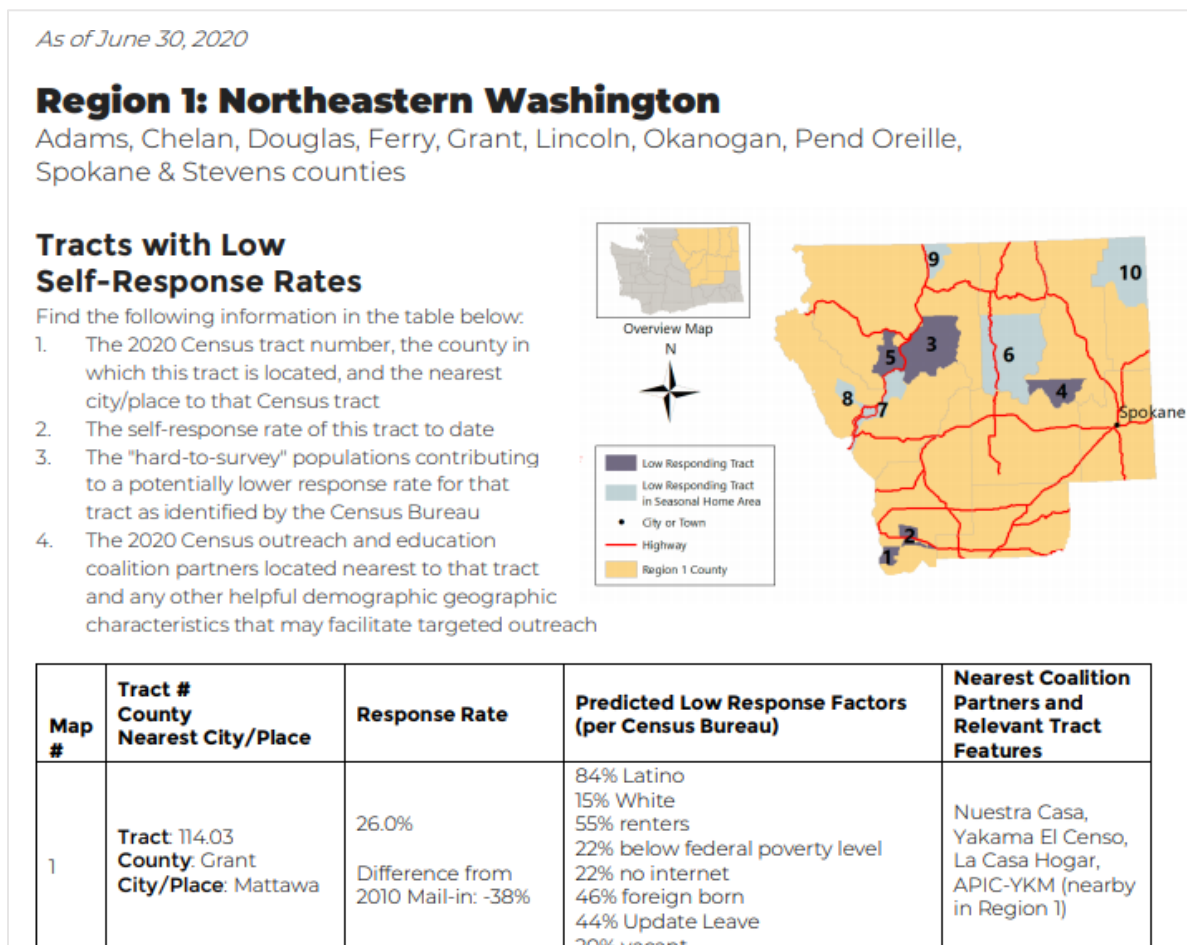 As of June 30, 2020
Region 1: Northeastern Washington
Adams, Chelan, Douglas, Ferry, Grant, Lincoln, Okanogan, Pend Oreille,
Spokane & Stevens counties
Tracts with Low
Self-Response Rates
Find the following information in the table below:
1. The 2020 Census tract number, the county in
which this tract is located, and the nearest
city/place to that Census tract
2. The self-response rate of this tract to date
3. The "hard-to-survey" populations contributing
to a potentially lower response rate for that
tract as identified by the Census Bureau
4. The 2020 Census outreach and education
coalition partners located nearest to that tract
and any other helpful demographic geographic
characteristics that may facilitate targeted outreach
Overview Map
N
Low Responding Tract
Low Responding Tract
in Seasonal Home Area
City or Town
Highway
Region 1 County
9
10
3
5
6
4
8
7
Spokane
2
1
Map
#
Tract #
County
Nearest City/Place
Response Rate
Predicted Low Response Factors
(per Census Bureau)
Nearest Coalition
Partners and
Relevant Tract
Features
1
Tract: 114.03
County: Grant
City/Place: Mattawa
26.0%
Difference from
2010 Mail-in: -38%
84% Latino
15% White
55% renters
22% below federal poverty level
22% no internet
46% foreign born
44% Update Leave
Nuestra Casa,
Yakama El Censo,
La Casa Hogar,
APIC-YKM (nearby
in Region 1)